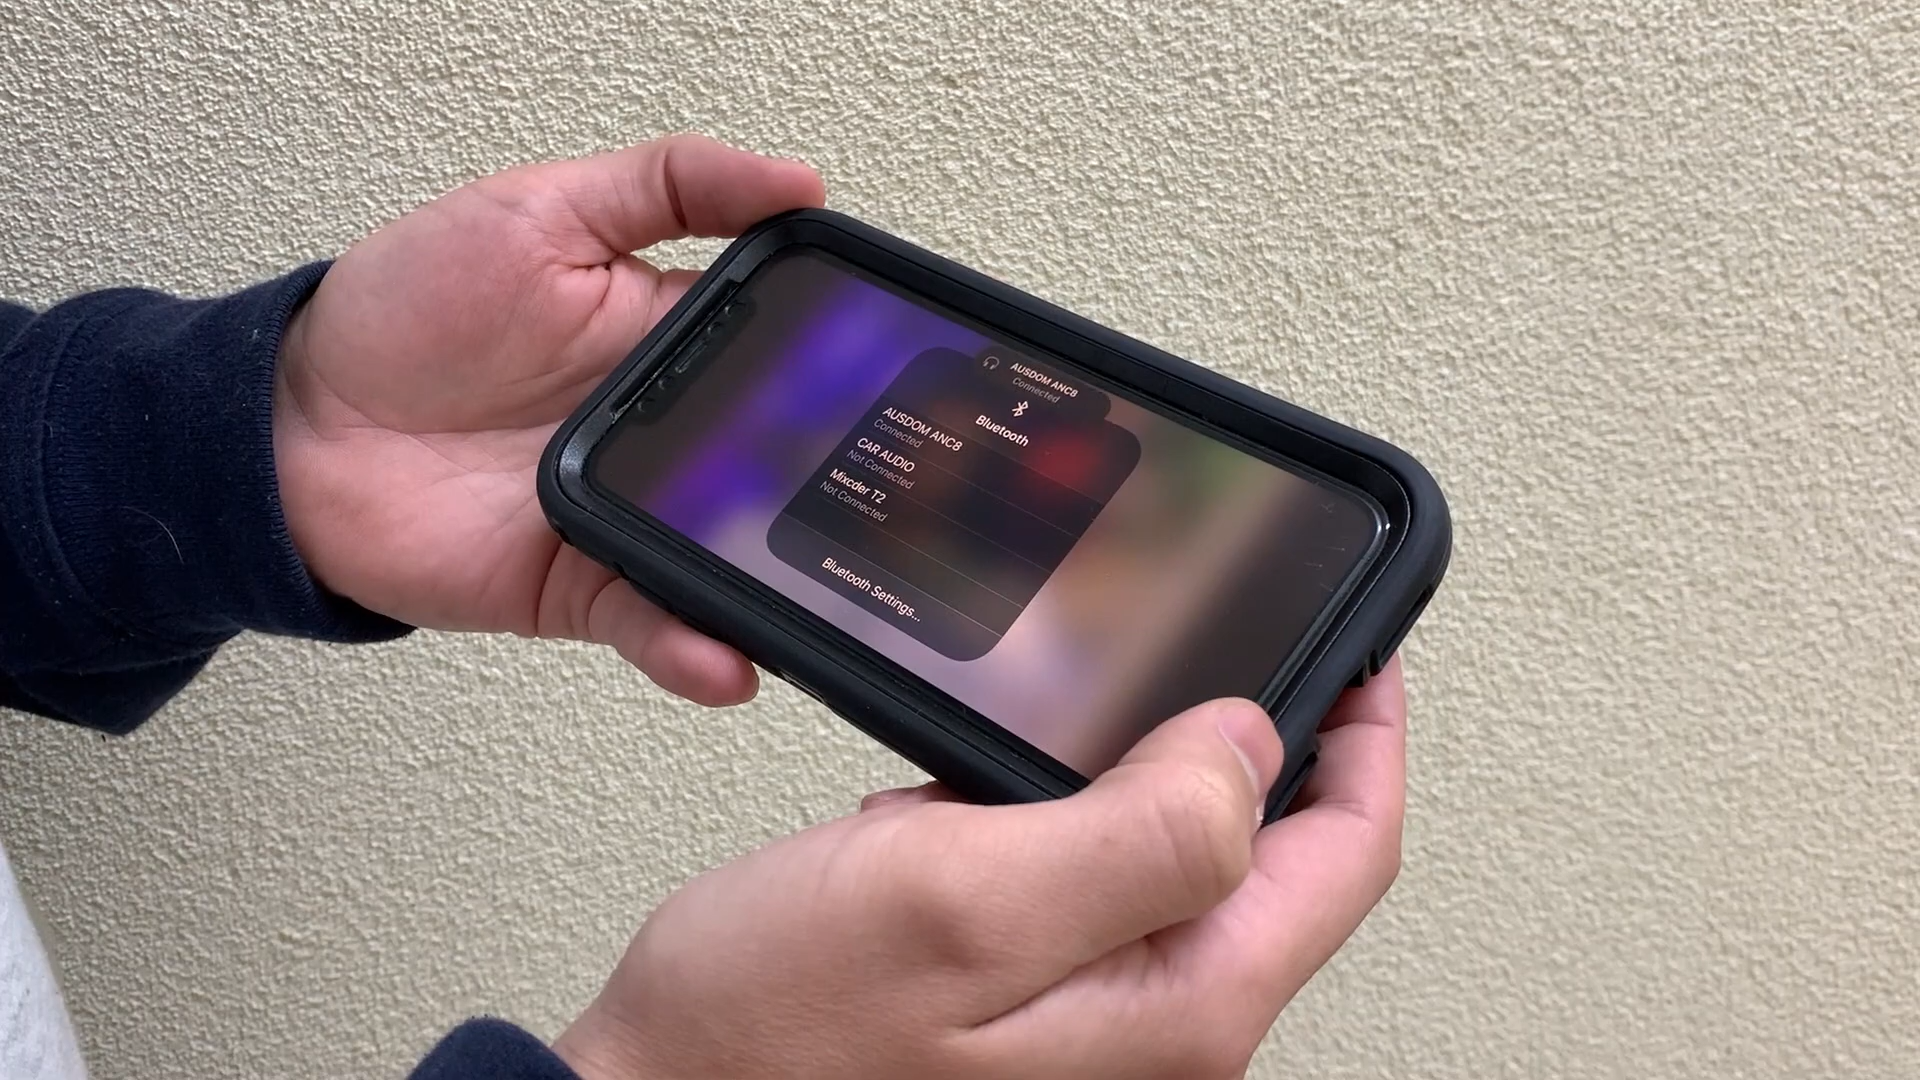 AUSDOM ANC8
Connected
Bluetooth
AUSDOM ANC8
Connected
CAR AUDIO
Not Connected
Mixcder T2
Not Connected
Bluetooth Settings...